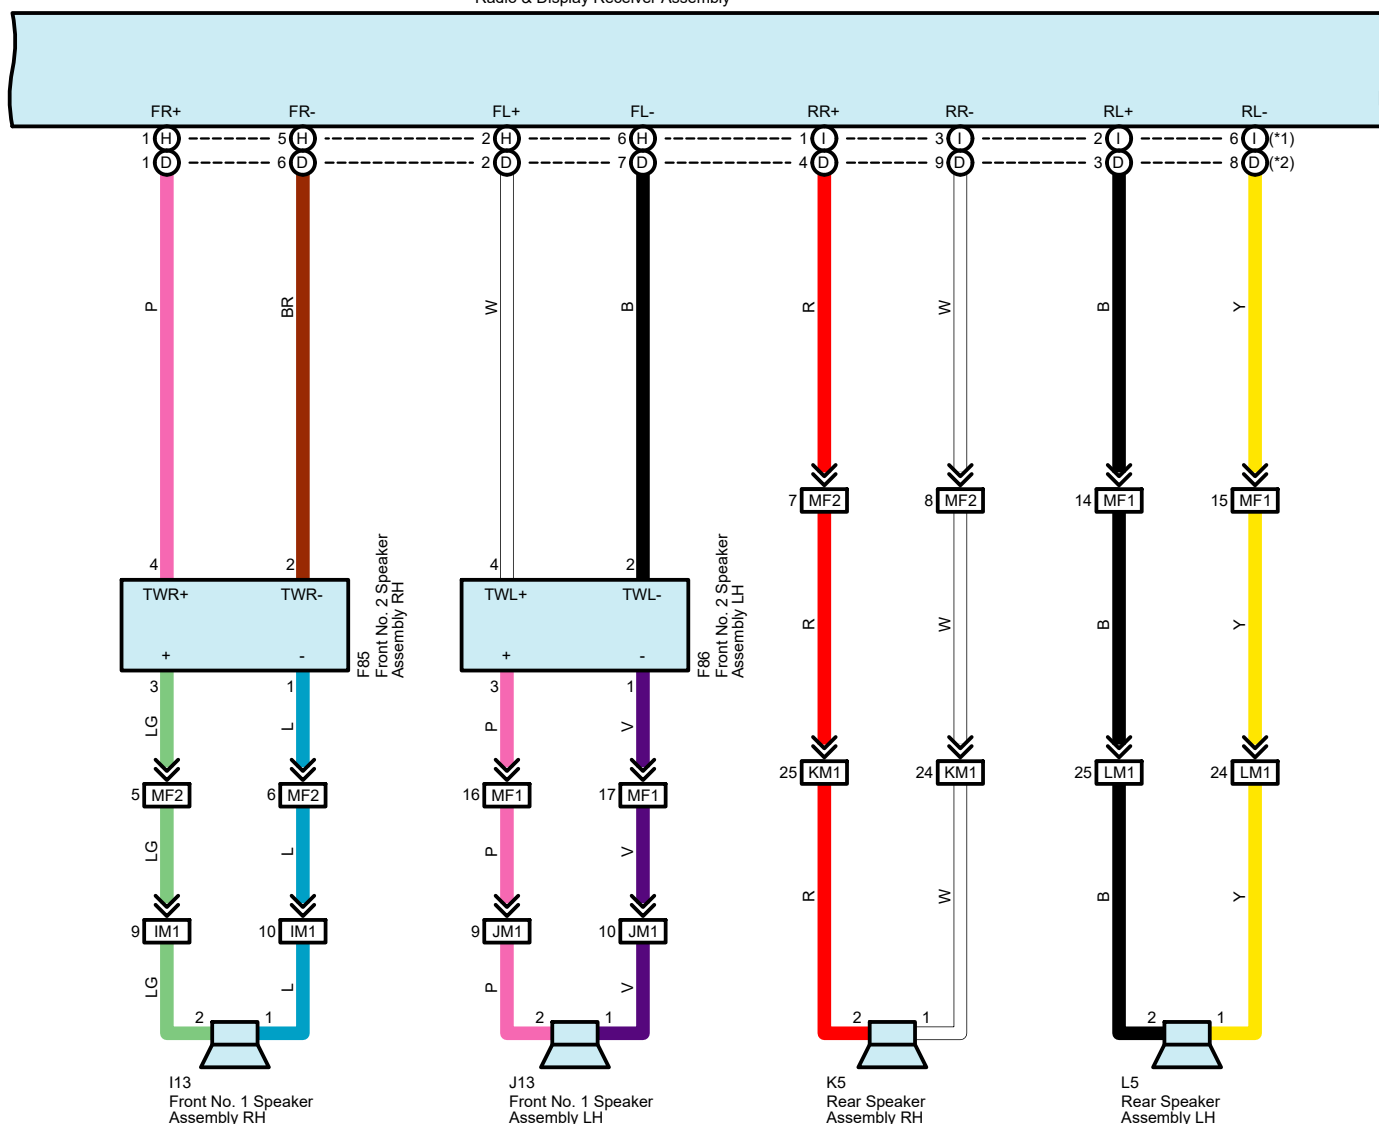 Radio & Display Receiver Assembly
FR+ FR- FL+ FL- RR+ RR- RL+ RL-
1 H 5 H 2 H 6 H 1 I 3 I 2 I 6 I (*1)
1 D 6 D 2 D 7 D 4 D 9 D 3 D 8 D (*2)
P BR W B R W B Y
7 MF2 8 MF2 14 MF1 15 MF1
4 2 4 2
TWR+ TWR- TWL+ TWL-
+ - + -
F85
Front No. 2 Speaker
Assembly RH
F86
Front No. 2 Speaker
Assembly LH
R W B Y
3 1 3 1
LG L P V
25 KM1 24 KM1 25 LM1 24 LM1
5 MF2 6 MF2 16 MF1 17 MF1
LG L P V R W B Y
9 IM1 10 IM1 9 JM1 10 JM1
LG L P V
2 1 2 1 2 1 2 1
I13
Front No. 1 Speaker
Assembly RH
J13
Front No. 1 Speaker
Assembly LH
K5
Rear Speaker
Assembly RH
L5
Rear Speaker
Assembly LH